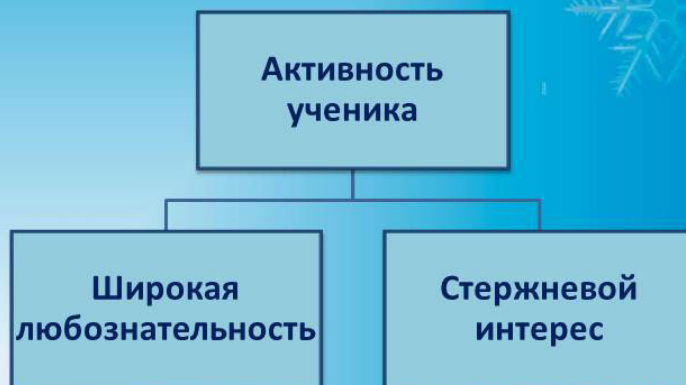 Активность
ученика
Широкая
любознательность
Стержневой
интерес